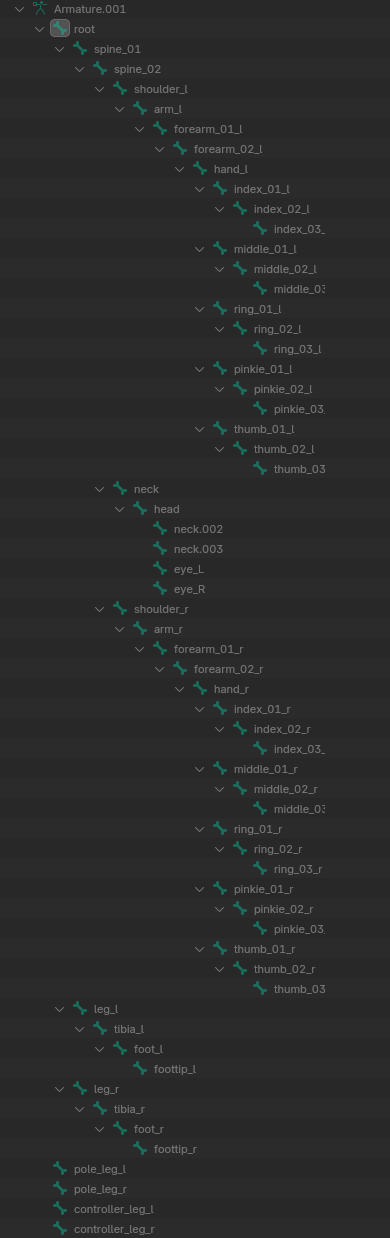 Armature.001
root
spine_01
spine_02
shoulder_l
arm_l
forearm_01_l
forearm_02_l
hand_l
index_01_l
index_02_l
index_03_
middle_01_l
middle_02_l
middle_03
ring_01_l
ring_02_l
ring_03_l
pinkie_01_l
pinkie_02_l
pinkie_03_
thumb_01_l
thumb_02_l
thumb_03
neck
head
neck.002
neck.003
eye_L
eye_R
shoulder_r
arm_r
forearm_01_r
forearm_02_r
hand_r
index_01_r
index_02_r
index_03_
middle_01_r
middle_02_r
middle_03
ring_01_r
ring_02_r
ring_03_r
pinkie_01_r
pinkie_02_r
pinkie_03_
thumb_01_r
thumb_02_r
thumb_03
leg_l
tibia_l
foot_l
foottip_l
leg_r
tibia_r
foot_r
foottip_r
pole_leg_l
pole_leg_r
controller_leg_l
controller_leg_r